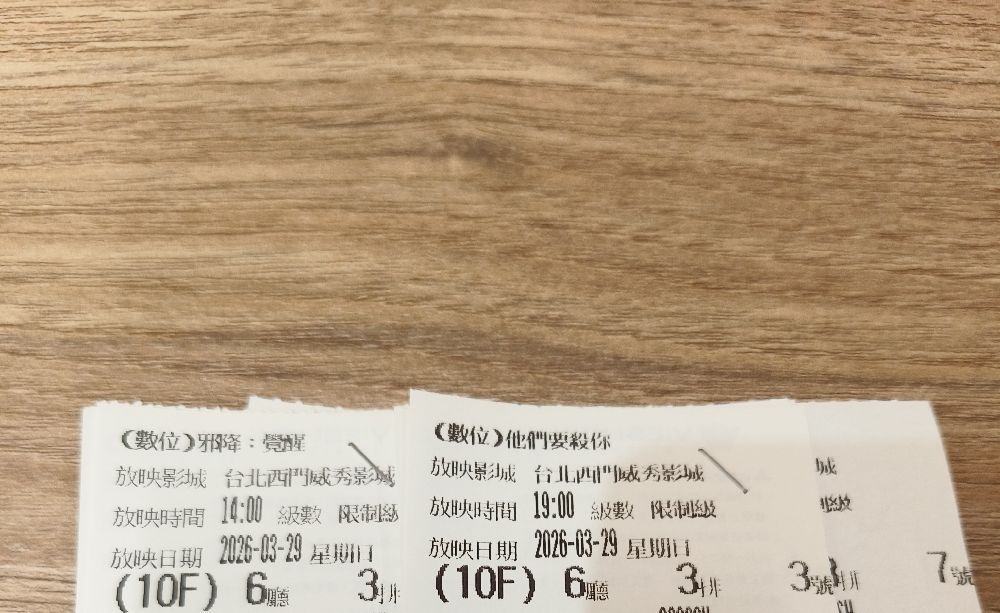 (數位)邪降：覺醒
放映影城 台北西門威秀影城
放映時間 14:00 級數 限制級
放映日期 2026-03-29 星期日
(10F) 6廳 3排
(數位)他們要殺你
放映影城 台北西門威秀影城
放映時間 19:00 級數 限制級
放映日期 2026-03-29 星期日
(10F) 6廳 3排 3號
城
限級
排 7號